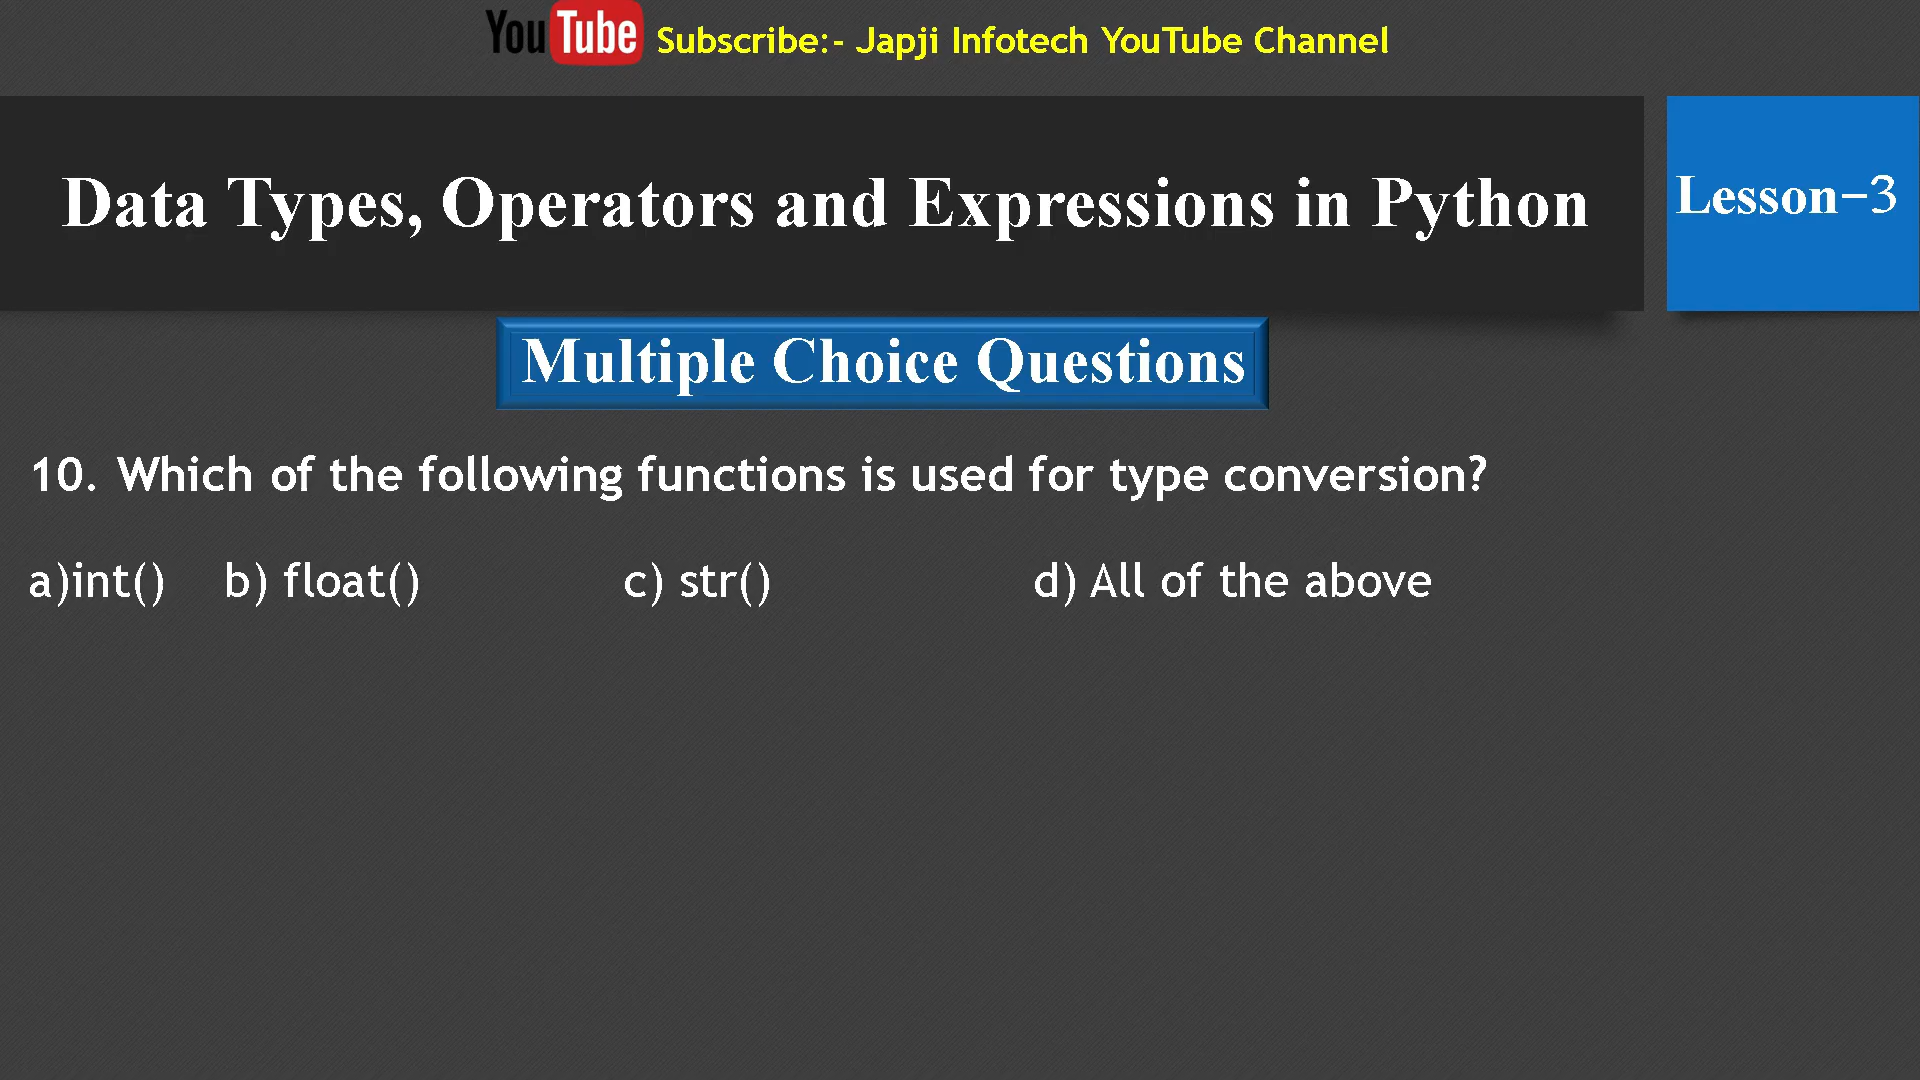 YouTube Subscribe:- Japji Infotech YouTube Channel
Data Types, Operators and Expressions in Python
Lesson-3
Multiple Choice Questions
10. Which of the following functions is used for type conversion?
a)int() b) float() c) str() d) All of the above